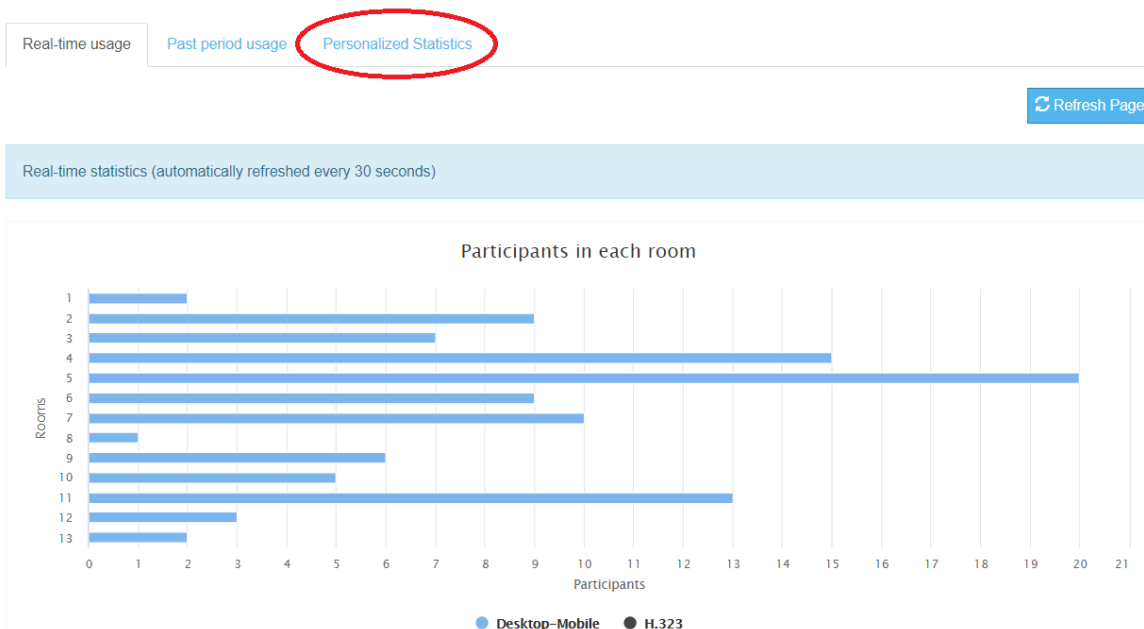 Real-time usage Past period usage Personalized Statistics
Refresh Page
Real-time statistics (automatically refreshed every 30 seconds)
Participants in each room
Rooms
1
2
3
4
5
6
7
8
9
10
11
12
13
0 1 2 3 4 5 6 7 8 9 10 11 12 13 14 15 16 17 18 19 20 21
Participants
Desktop-Mobile H.323